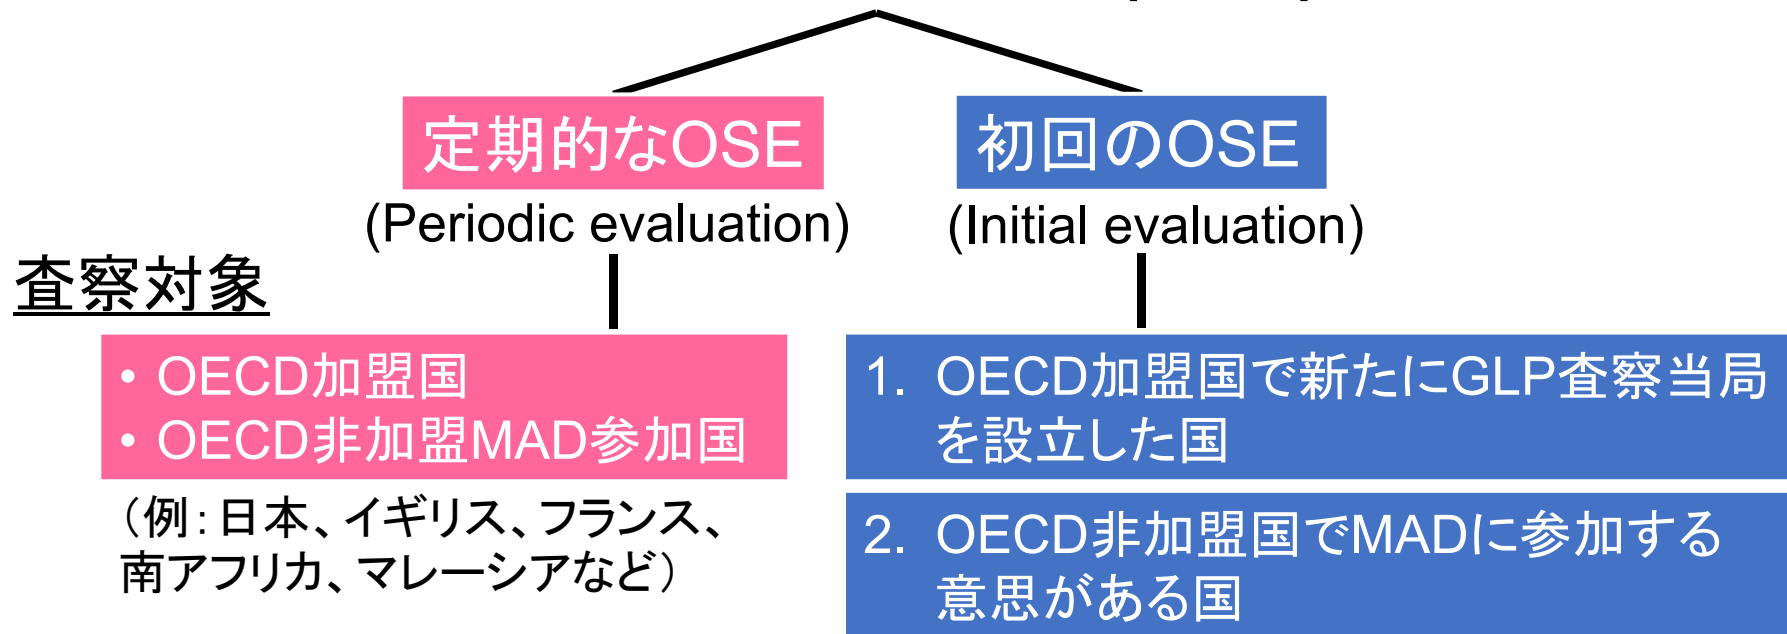 定期的なOSE
(Periodic evaluation)
初回のOSE
(Initial evaluation)
査察対象
• OECD加盟国
• OECD非加盟MAD参加国
（例：日本、イギリス、フランス、
南アフリカ、マレーシアなど）
1. OECD加盟国で新たにGLP査察当局
を設立した国
2. OECD非加盟国でMADに参加する
意思がある国